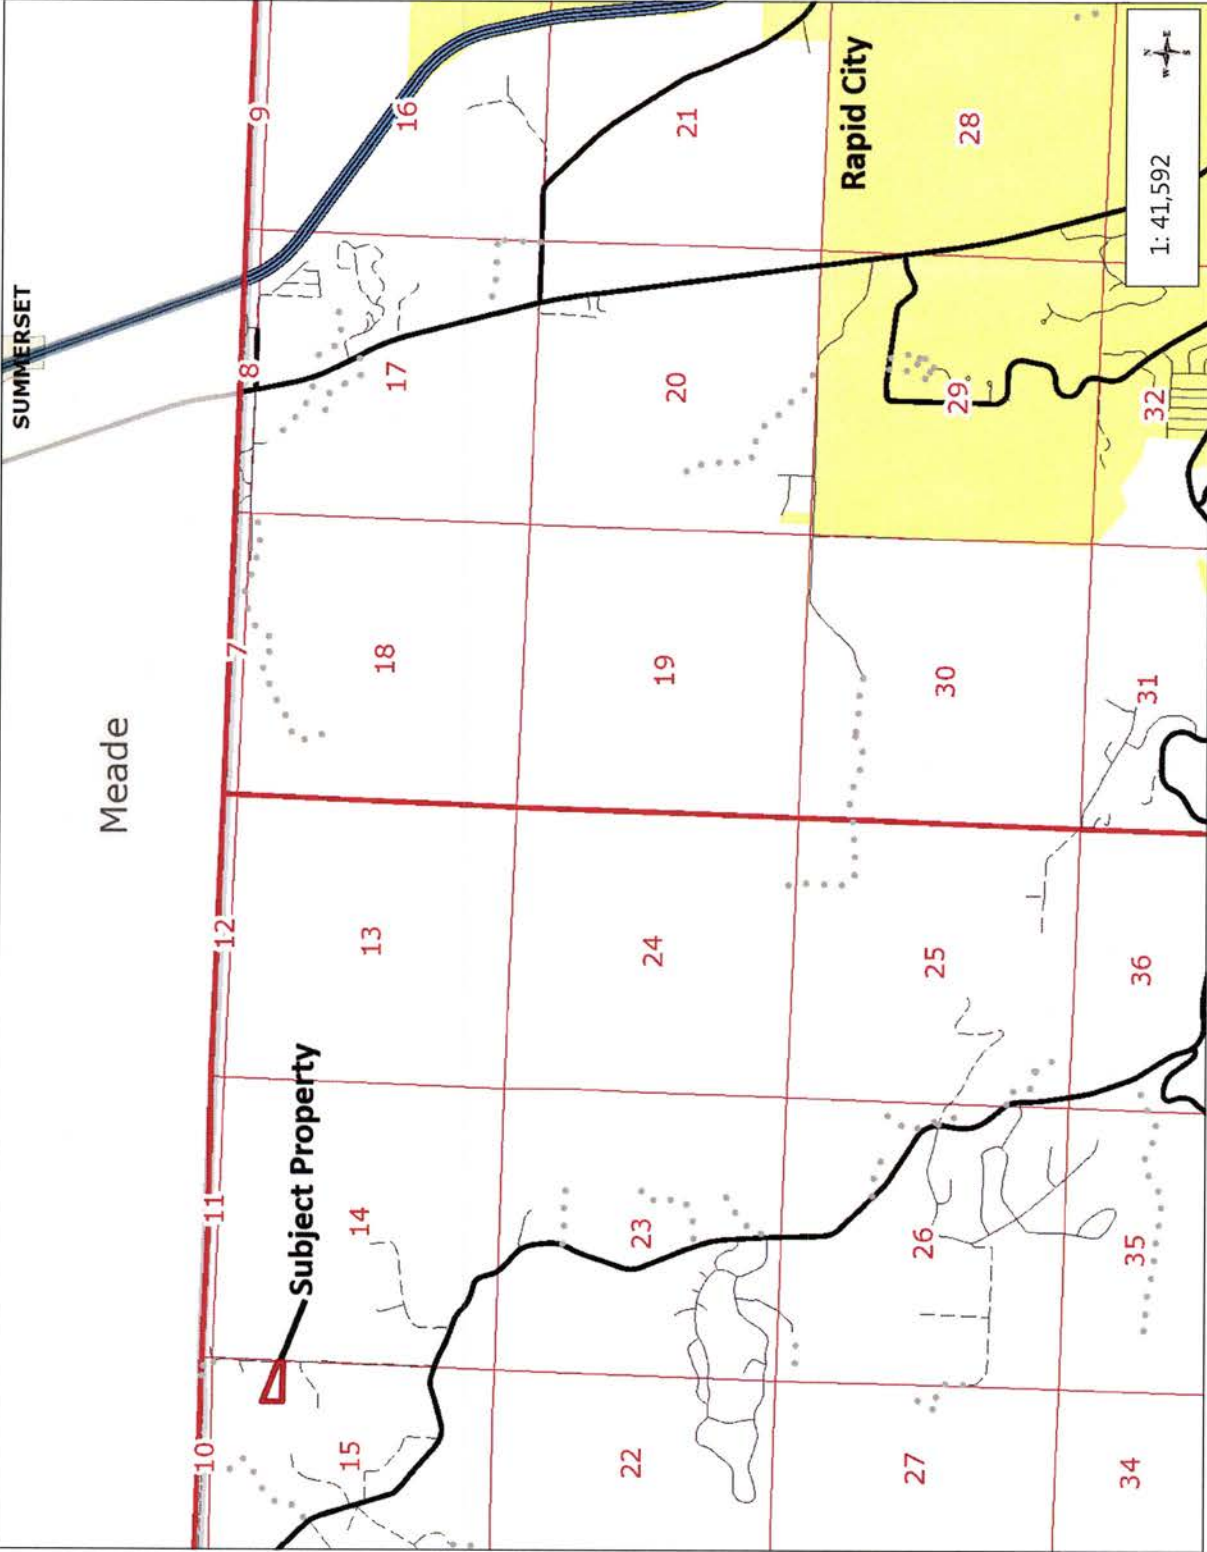 SUMMERSET
Meade
10 11 12 7 8 9
Subject Property
15 14 13 18 17 16
22 23 24 19 20 21
Rapid City
27 26 25 30 29 28
34 35 36 31 32
1: 41,592
N
W E
S